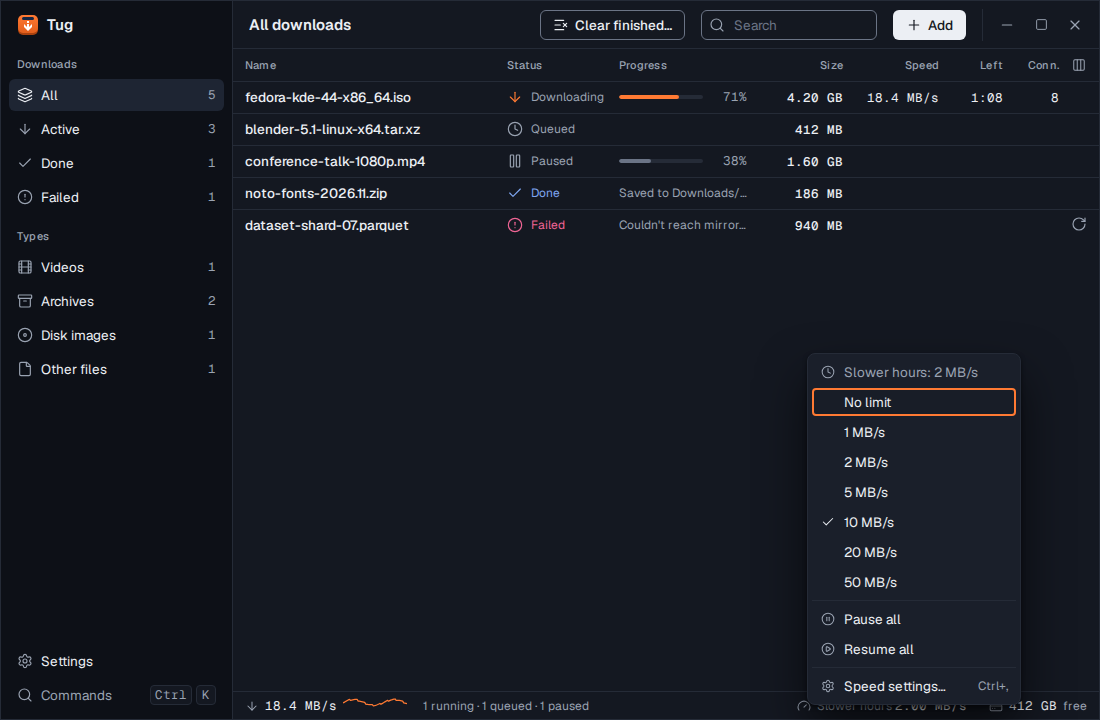 Tug
All downloads
Clear finished...
Search
Add
Downloads
All 5
Active 3
Done 1
Failed 1
Types
Videos 1
Archives 2
Disk images 1
Other files 1
Settings
Commands Ctrl K
Name Status Progress Size Speed Left Conn.
fedora-kde-44-x86_64.iso Downloading 71% 4.20 GB 18.4 MB/s 1:08 8
blender-5.1-linux-x64.tar.xz Queued 412 MB
conference-talk-1080p.mp4 Paused 38% 1.60 GB
noto-fonts-2026.11.zip Done Saved to Downloads/... 186 MB
dataset-shard-07.parquet Failed Couldn't reach mirror... 940 MB
Slower hours: 2 MB/s
No limit
1 MB/s
2 MB/s
5 MB/s
10 MB/s
20 MB/s
50 MB/s
Pause all
Resume all
Speed settings... Ctrl+,
18.4 MB/s 1 running · 1 queued · 1 paused Slower hours 2.00 MB/s 412 GB free